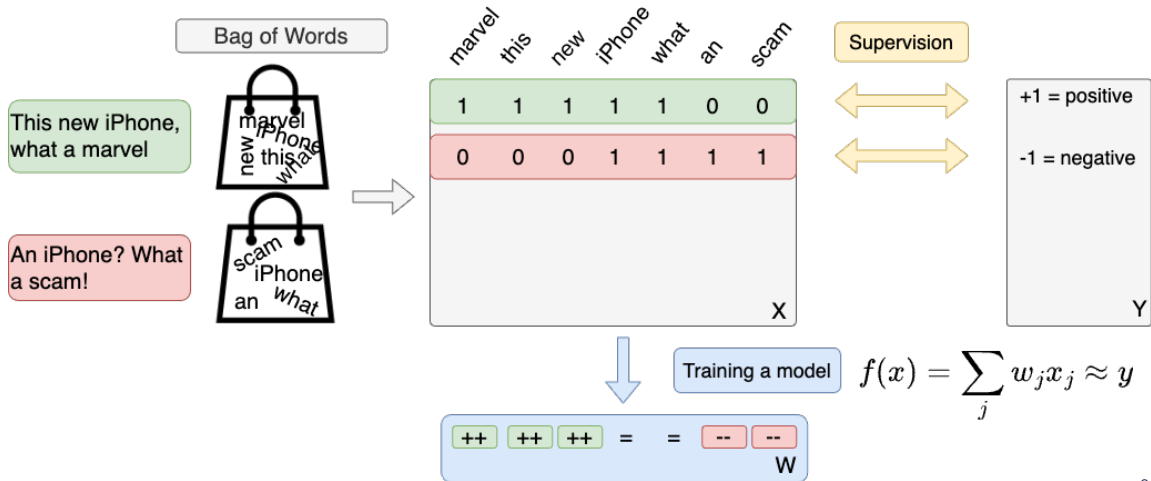 Bag of Words
marvel this new iPhone what an scam
Supervision
This new iPhone,
what a marvel
marvel
iPhone
new this
what
1 1 1 1 1 0 0
+1 = positive
0 0 0 1 1 1 1
-1 = negative
An iPhone? What
a scam!
scam
iPhone
an what
X
Y
Training a model
f(x) = ∑ w_j x_j ≈ y
j
++ ++ ++ = = -- --
W